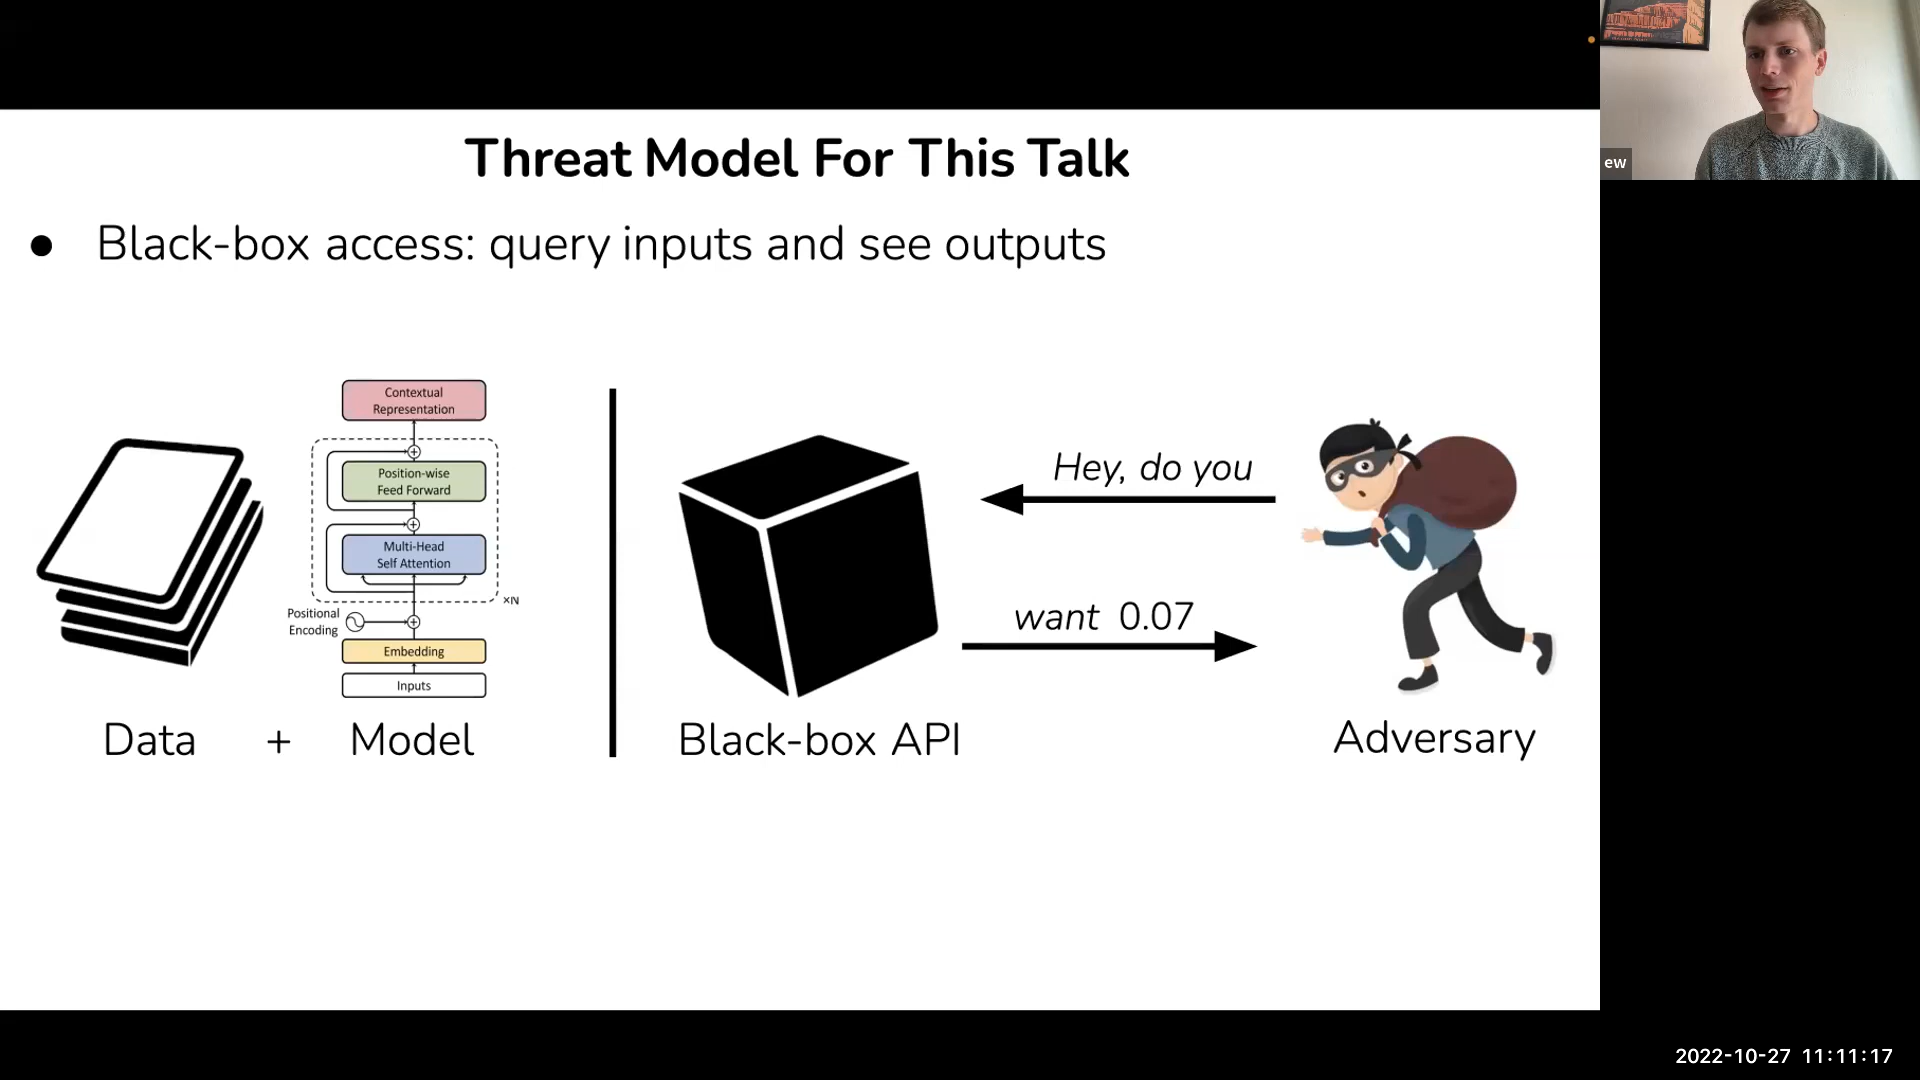 Threat Model For This Talk
● Black-box access: query inputs and see outputs
Contextual
Representation
Position-wise
Feed Forward
Multi-Head
Self Attention
×N
Positional
Encoding
Embedding
Inputs
Data + Model
Hey, do you
want 0.07
Black-box API
Adversary
ew
2022-10-27 11:11:17